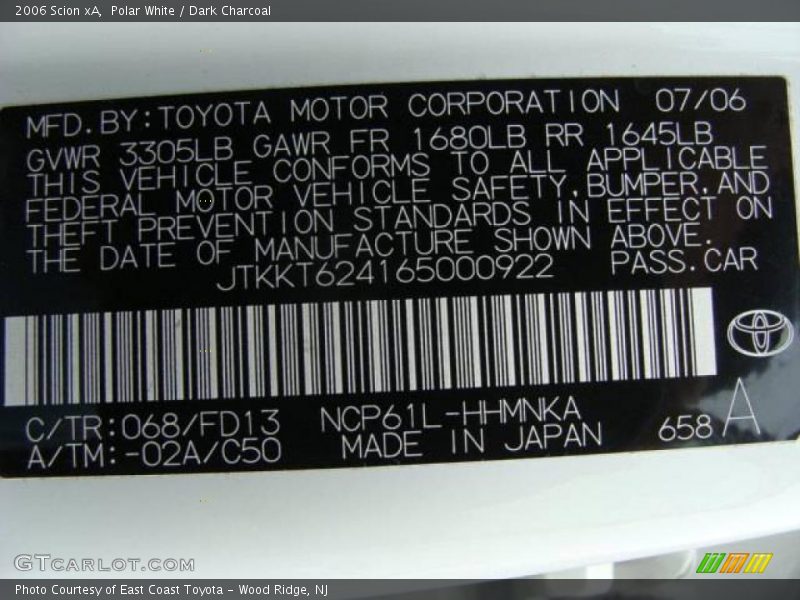 2006 Scion xA,  Polar White / Dark Charcoal
MFD.BY:TOYOTA MOTOR CORPORATION 07/06
GVWR 3305LB GAWR FR 1680LB RR 1645LB
THIS VEHICLE CONFORMS TO ALL APPLICABLE
FEDERAL MOTOR VEHICLE SAFETY,BUMPER,AND
THEFT PREVENTION STANDARDS IN EFFECT ON
THE DATE OF MANUFACTURE SHOWN ABOVE.
JTKKT624165000922 PASS.CAR
C/TR:068/FD13 NCP61L-HHMNKA
A/TM:-02A/C50 MADE IN JAPAN 658 A
GTCARLOT.COM
Photo Courtesy of East Coast Toyota - Wood Ridge, NJ